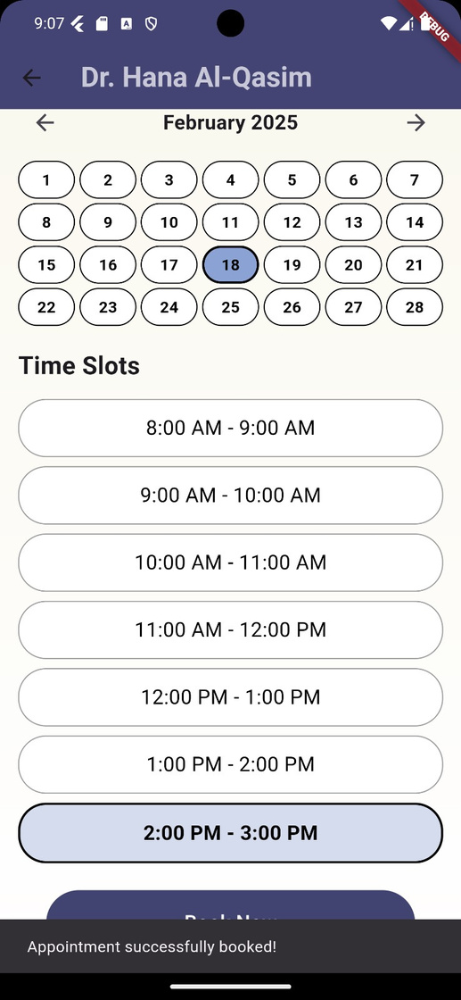 9:07
DEBUG
Dr. Hana Al-Qasim
February 2025
1 2 3 4 5 6 7
8 9 10 11 12 13 14
15 16 17 18 19 20 21
22 23 24 25 26 27 28
Time Slots
8:00 AM - 9:00 AM
9:00 AM - 10:00 AM
10:00 AM - 11:00 AM
11:00 AM - 12:00 PM
12:00 PM - 1:00 PM
1:00 PM - 2:00 PM
2:00 PM - 3:00 PM
Book Now
Appointment successfully booked!